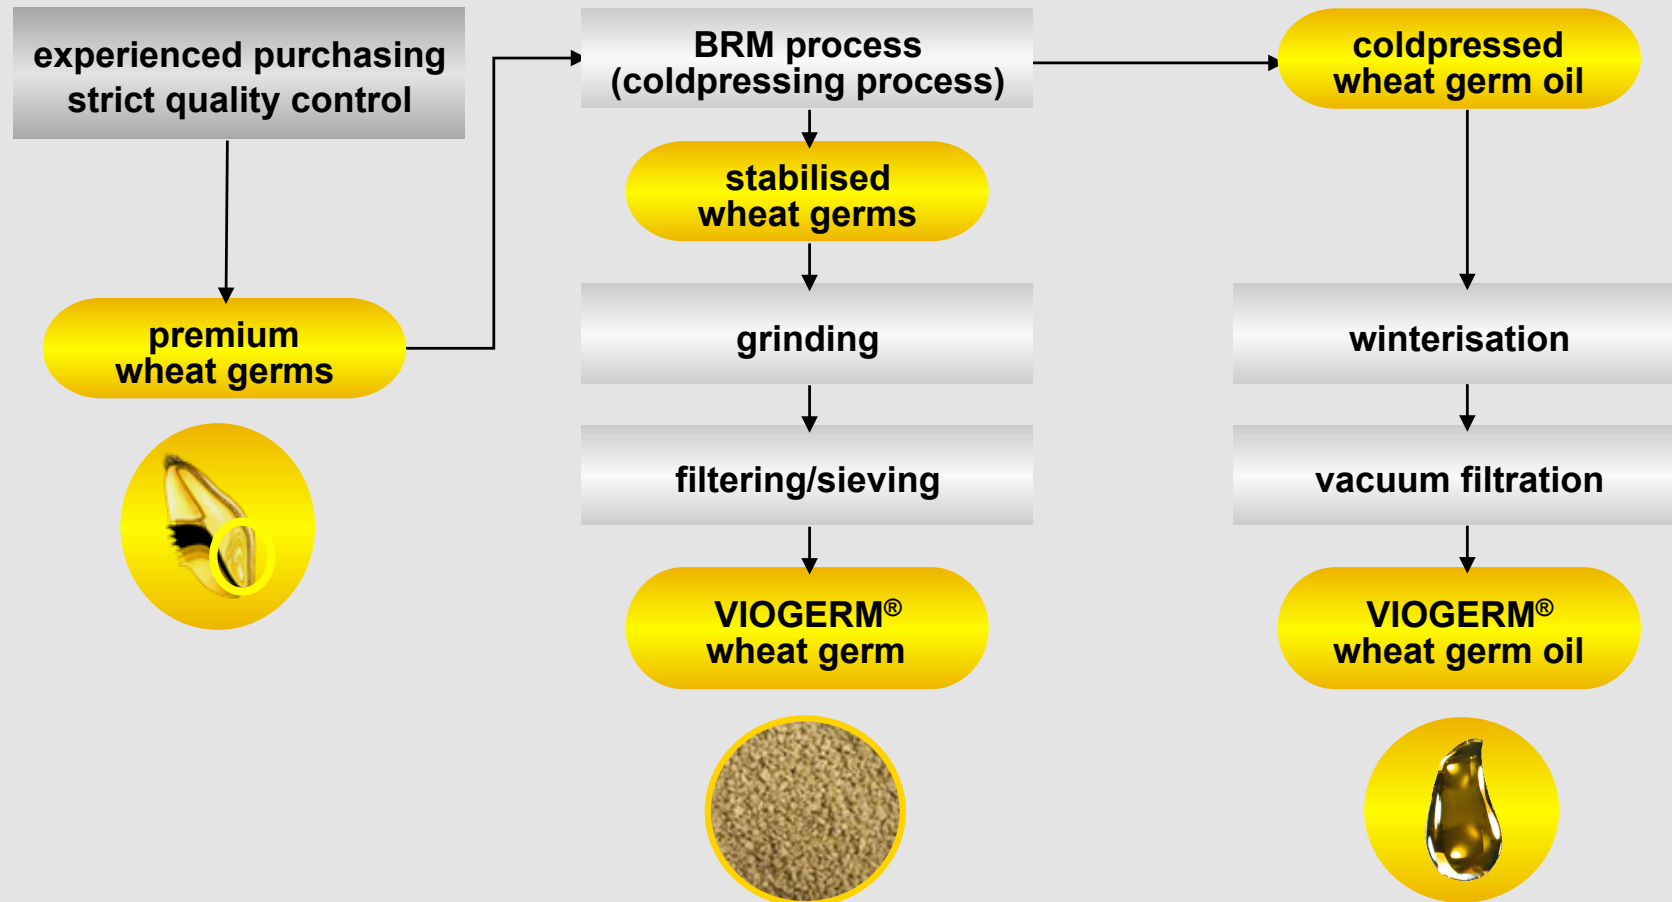 experienced purchasing
strict quality control
premium
wheat germs
BRM process
(coldpressing process)
stabilised
wheat germs
grinding
filtering/sieving
VIOGERM®
wheat germ
coldpressed
wheat germ oil
winterisation
vacuum filtration
VIOGERM®
wheat germ oil